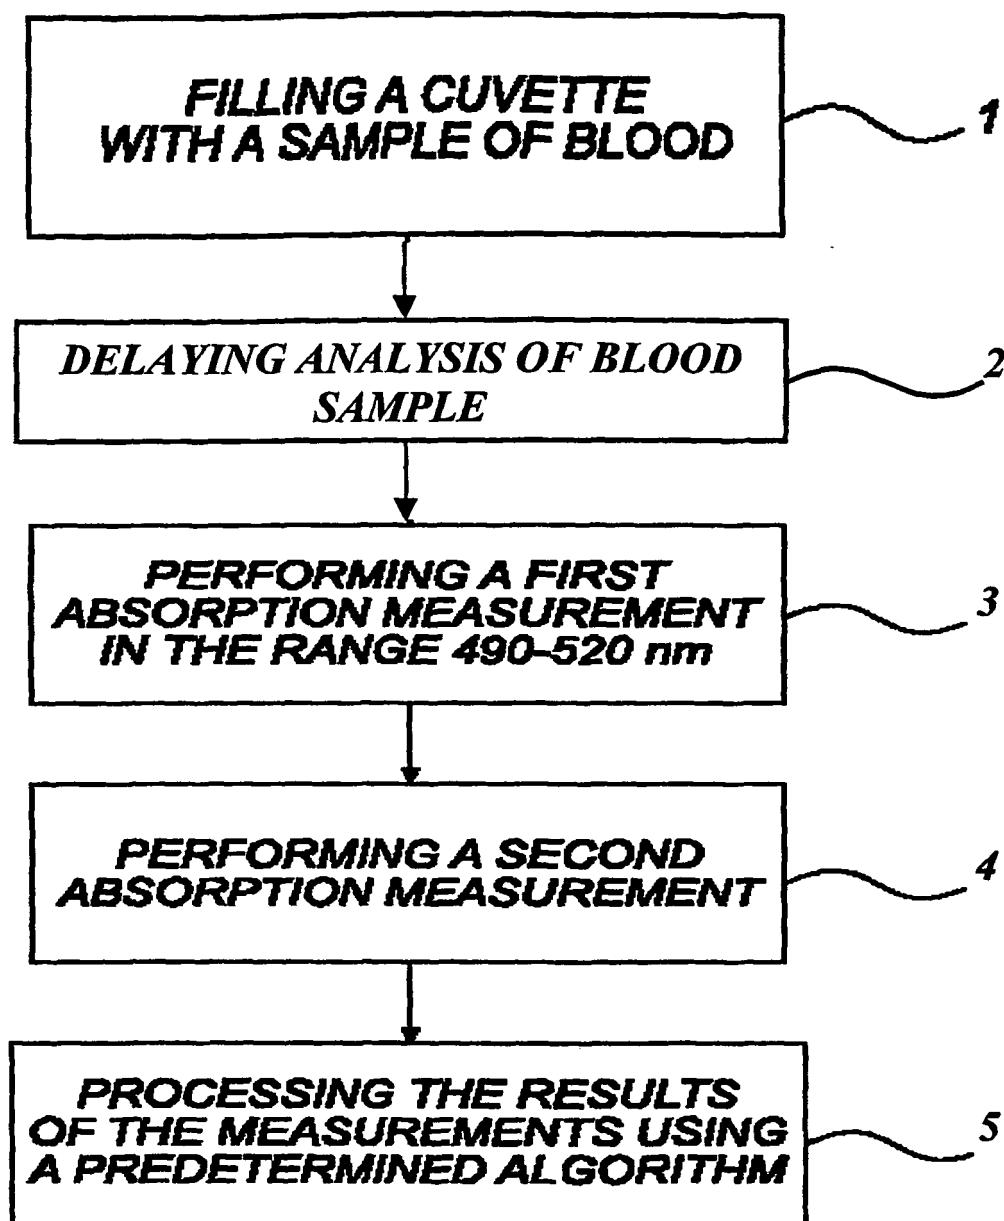 FILLING A CUVETTE
WITH A SAMPLE OF BLOOD
1
DELAYING ANALYSIS OF BLOOD
SAMPLE
2
PERFORMING A FIRST
ABSORPTION MEASUREMENT
IN THE RANGE 490-520 nm
3
PERFORMING A SECOND
ABSORPTION MEASUREMENT
4
PROCESSING THE RESULTS
OF THE MEASUREMENTS USING
A PREDETERMINED ALGORITHM
5